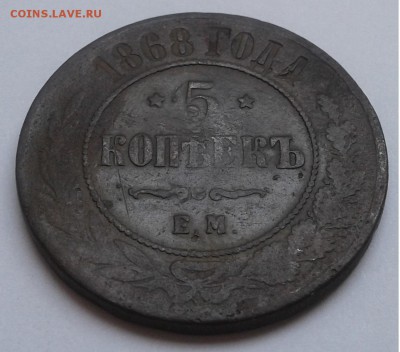 COINS.LAVE.RU
1868 ГОДА
5
КОПѢЕКЪ
Е.М.